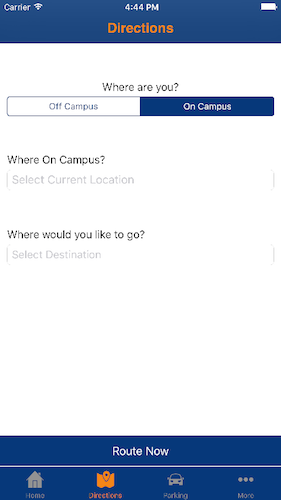 Carrier 4:44 PM
Directions
Where are you?
Off Campus On Campus
Where On Campus?
Select Current Location
Where would you like to go?
Select Destination
Route Now
Home Directions Parking More